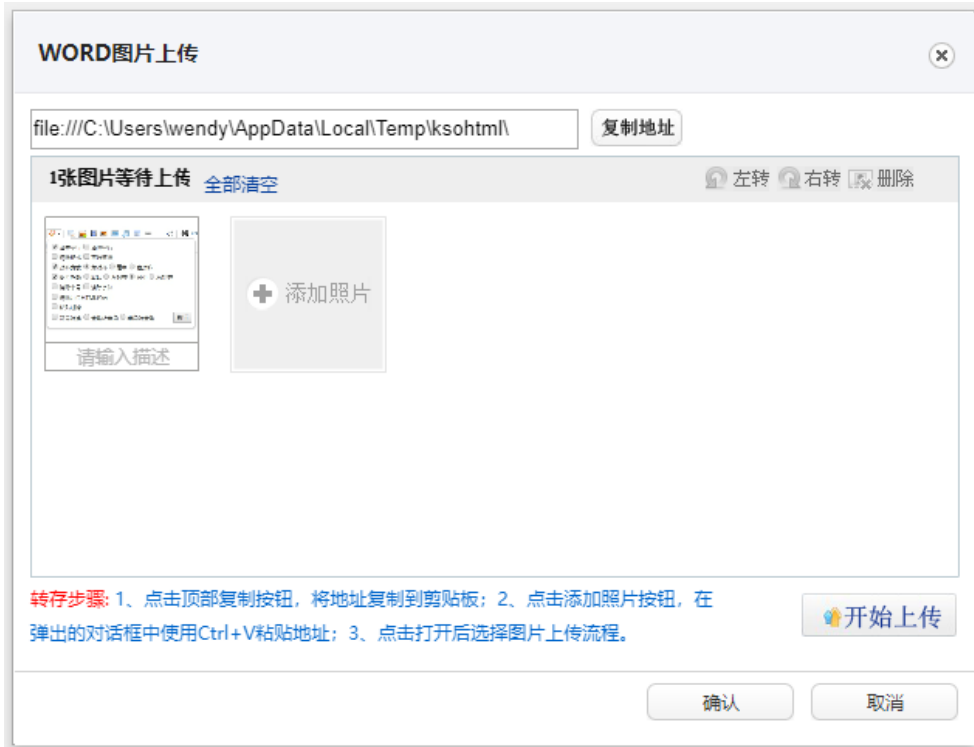 WORD图片上传
file:///C:\Users\wendy\AppData\Local\Temp\ksohtml\
复制地址
1张图片等待上传 全部清空
左转 右转 删除
添加照片
请输入描述
转存步骤: 1、点击顶部复制按钮，将地址复制到剪贴板；2、点击添加照片按钮，在
弹出的对话框中使用Ctrl+V粘贴地址；3、点击打开后选择图片上传流程。
开始上传
确认 取消